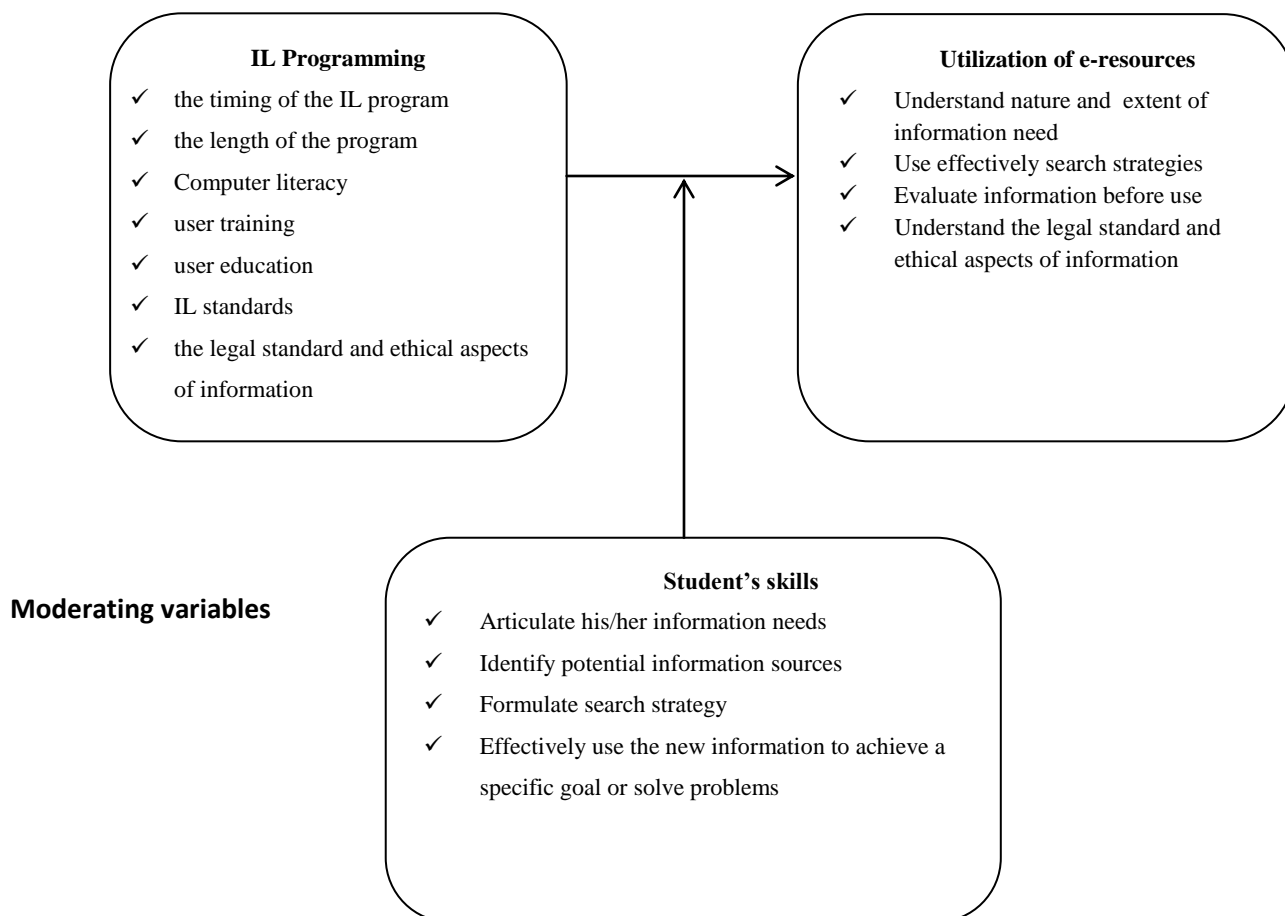 IL Programming
✓ the timing of the IL program
✓ the length of the program
✓ Computer literacy
✓ user training
✓ user education
✓ IL standards
✓ the legal standard and ethical aspects
of information
Utilization of e-resources
✓ Understand nature and extent of
information need
✓ Use effectively search strategies
✓ Evaluate information before use
✓ Understand the legal standard and
ethical aspects of information
Moderating variables
Student’s skills
✓ Articulate his/her information needs
✓ Identify potential information sources
✓ Formulate search strategy
✓ Effectively use the new information to achieve a
specific goal or solve problems